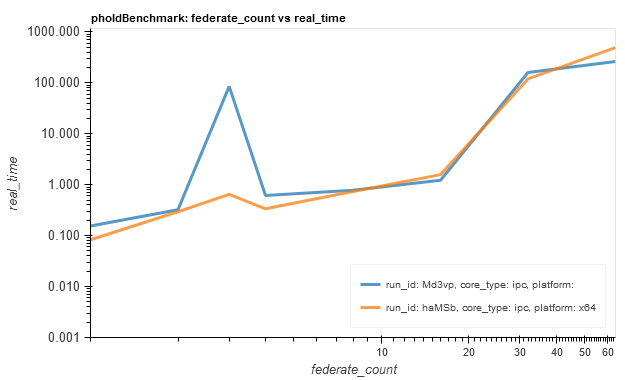 pholdBenchmark: federate_count vs real_time
1000.000
100.000
10.000
1.000
0.100
0.010
0.001
real_time
run_id: Md3vp, core_type: ipc, platform:
run_id: haMSb, core_type: ipc, platform: x64
10 20 30 40 50 60
federate_count